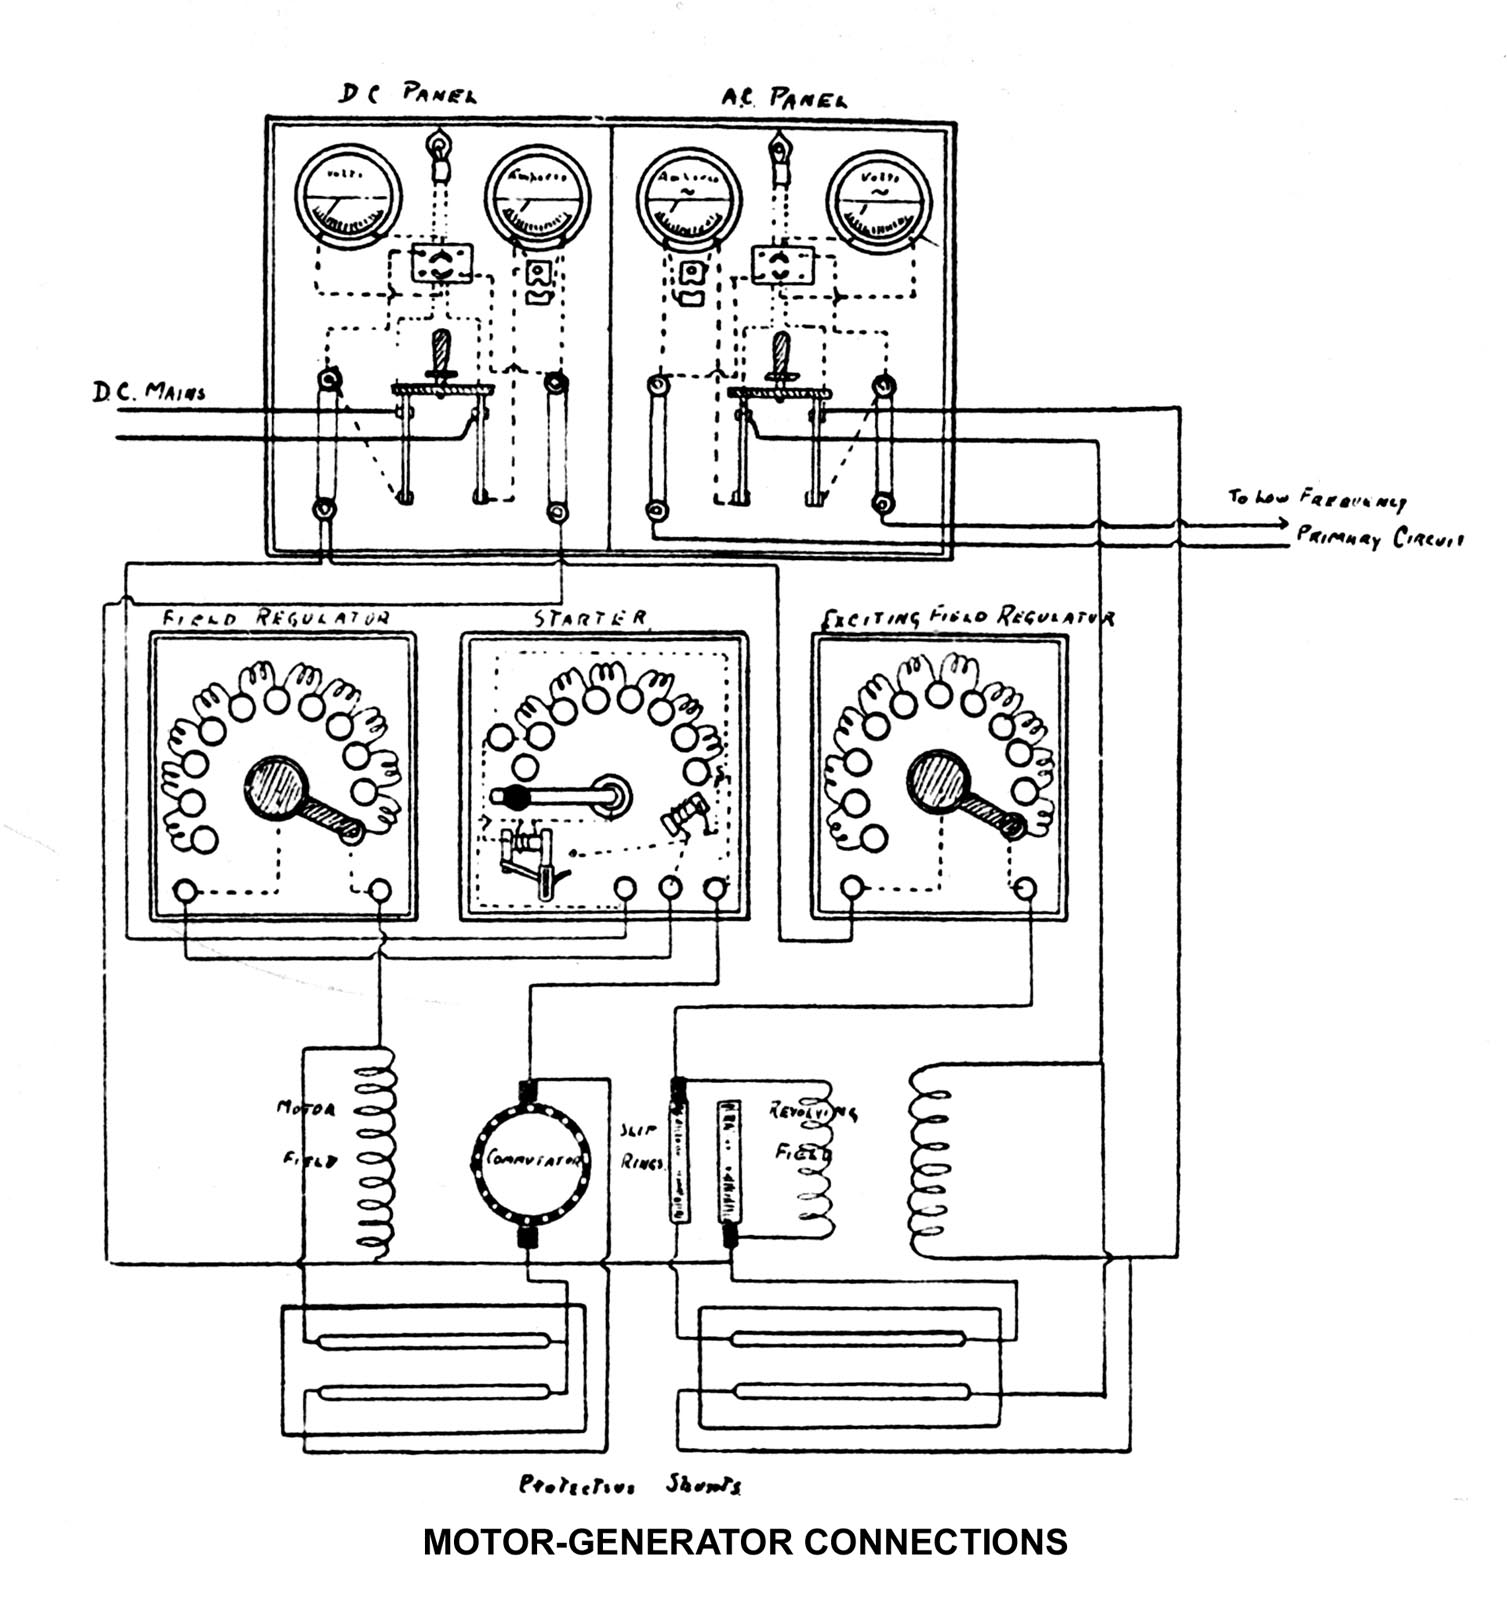 DC PANEL
A.C. PANEL
Volts
Amperes
Amperes
~
Volts
~
D.C. MAINS
TO LOW FREQUENCY
PRIMARY CIRCUIT
FIELD REGULATOR
STARTER
EXCITING FIELD REGULATOR
MOTOR
FIELD
COMMUTATOR
SLIP
RINGS
REVOLVING
FIELD
Protective Shunts
MOTOR-GENERATOR CONNECTIONS